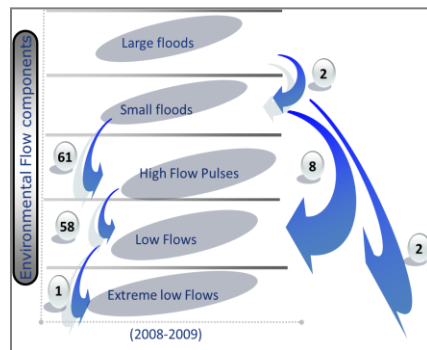 Environmental Flow components
Large floods
2
Small floods
61
High Flow Pulses
8
58
Low Flows
2
1
Extreme low Flows
(2008-2009)